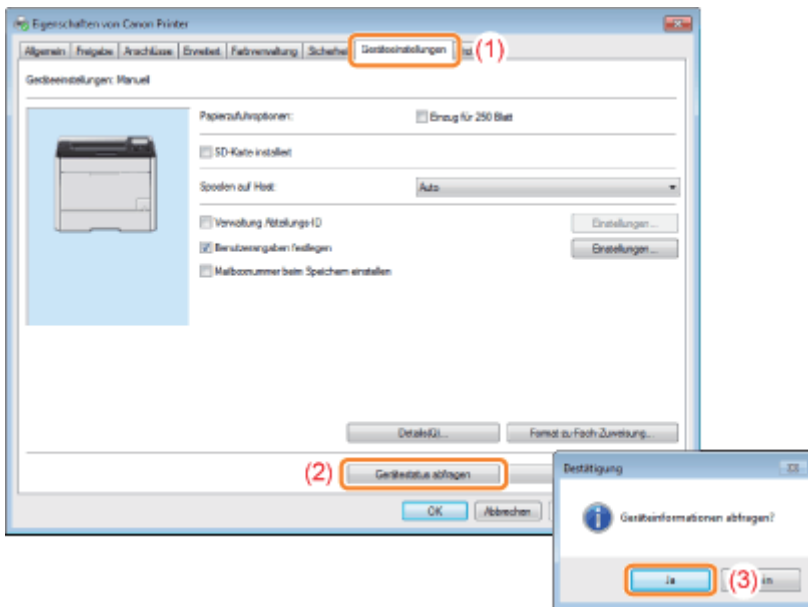 Eigenschaften von Canon Printer
Allgemein Freigabe Anschlüsse Erweitert Farbverwaltung Sicherheit Geräteeinstellungen (1)
Geräteeinstellungen: Manuell
Papierzufuhroptionen: Einzug für 250 Blatt
SD-Karte installiert
Spoolen auf Host: Auto
Verwaltung Abteilungs-ID Einstellungen...
Benutzerangaben festlegen Einstellungen...
Mailboxnummer beim Speichern einstellen
Details(Q)... Format zu Fach-Zuweisung...
(2) Gerätestatus abfragen
OK Abbrechen
Bestätigung
Geräteinformationen abfragen?
Ja (3) in